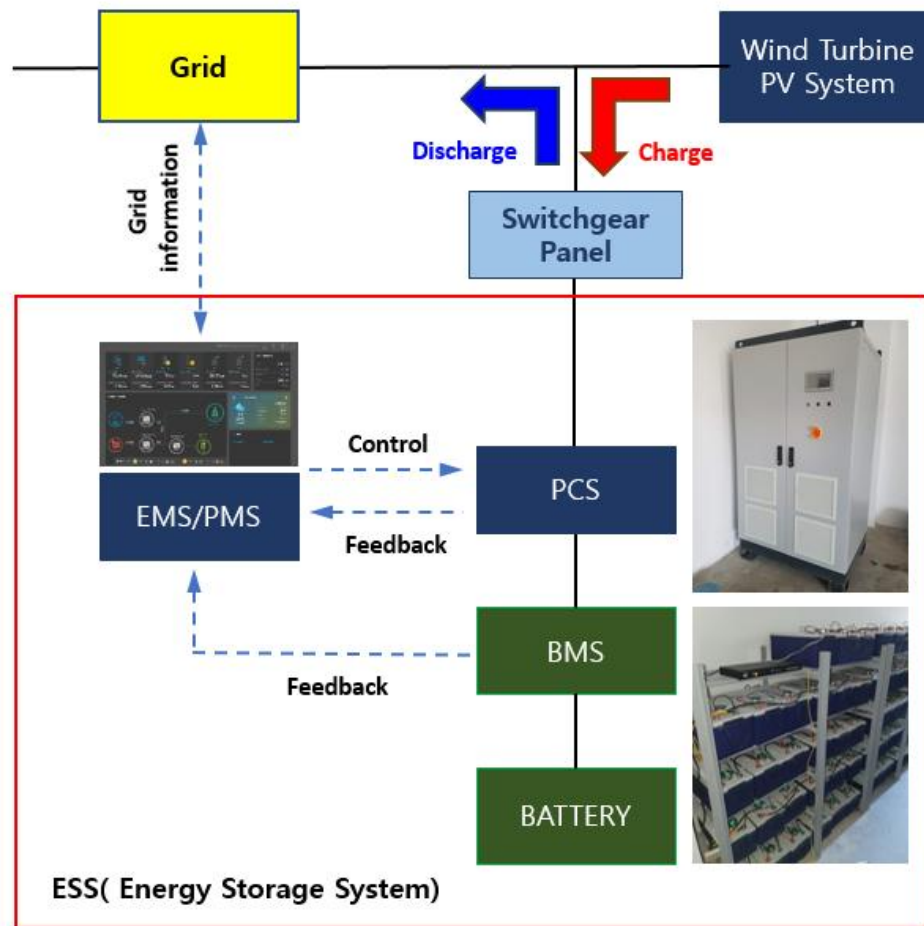 Grid
Wind Turbine
PV System
Discharge
Charge
Grid
information
Switchgear
Panel
Control
EMS/PMS
PCS
Feedback
BMS
Feedback
BATTERY
ESS( Energy Storage System)